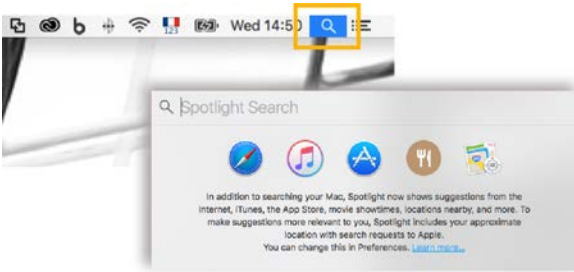 123
Wed 14:50
Spotlight Search
In addition to searching your Mac, Spotlight now shows suggestions from the
Internet, iTunes, the App Store, movie showtimes, locations nearby, and more. To
make suggestions more relevant to you, Spotlight includes your approximate
location with search requests to Apple.
You can change this in Preferences. Learn more...